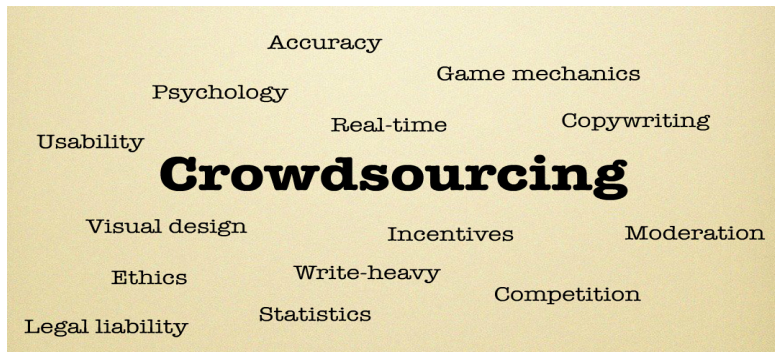 Accuracy
Game mechanics
Psychology
Real-time
Copywriting
Usability
Crowdsourcing
Visual design
Incentives
Moderation
Ethics
Write-heavy
Competition
Statistics
Legal liability